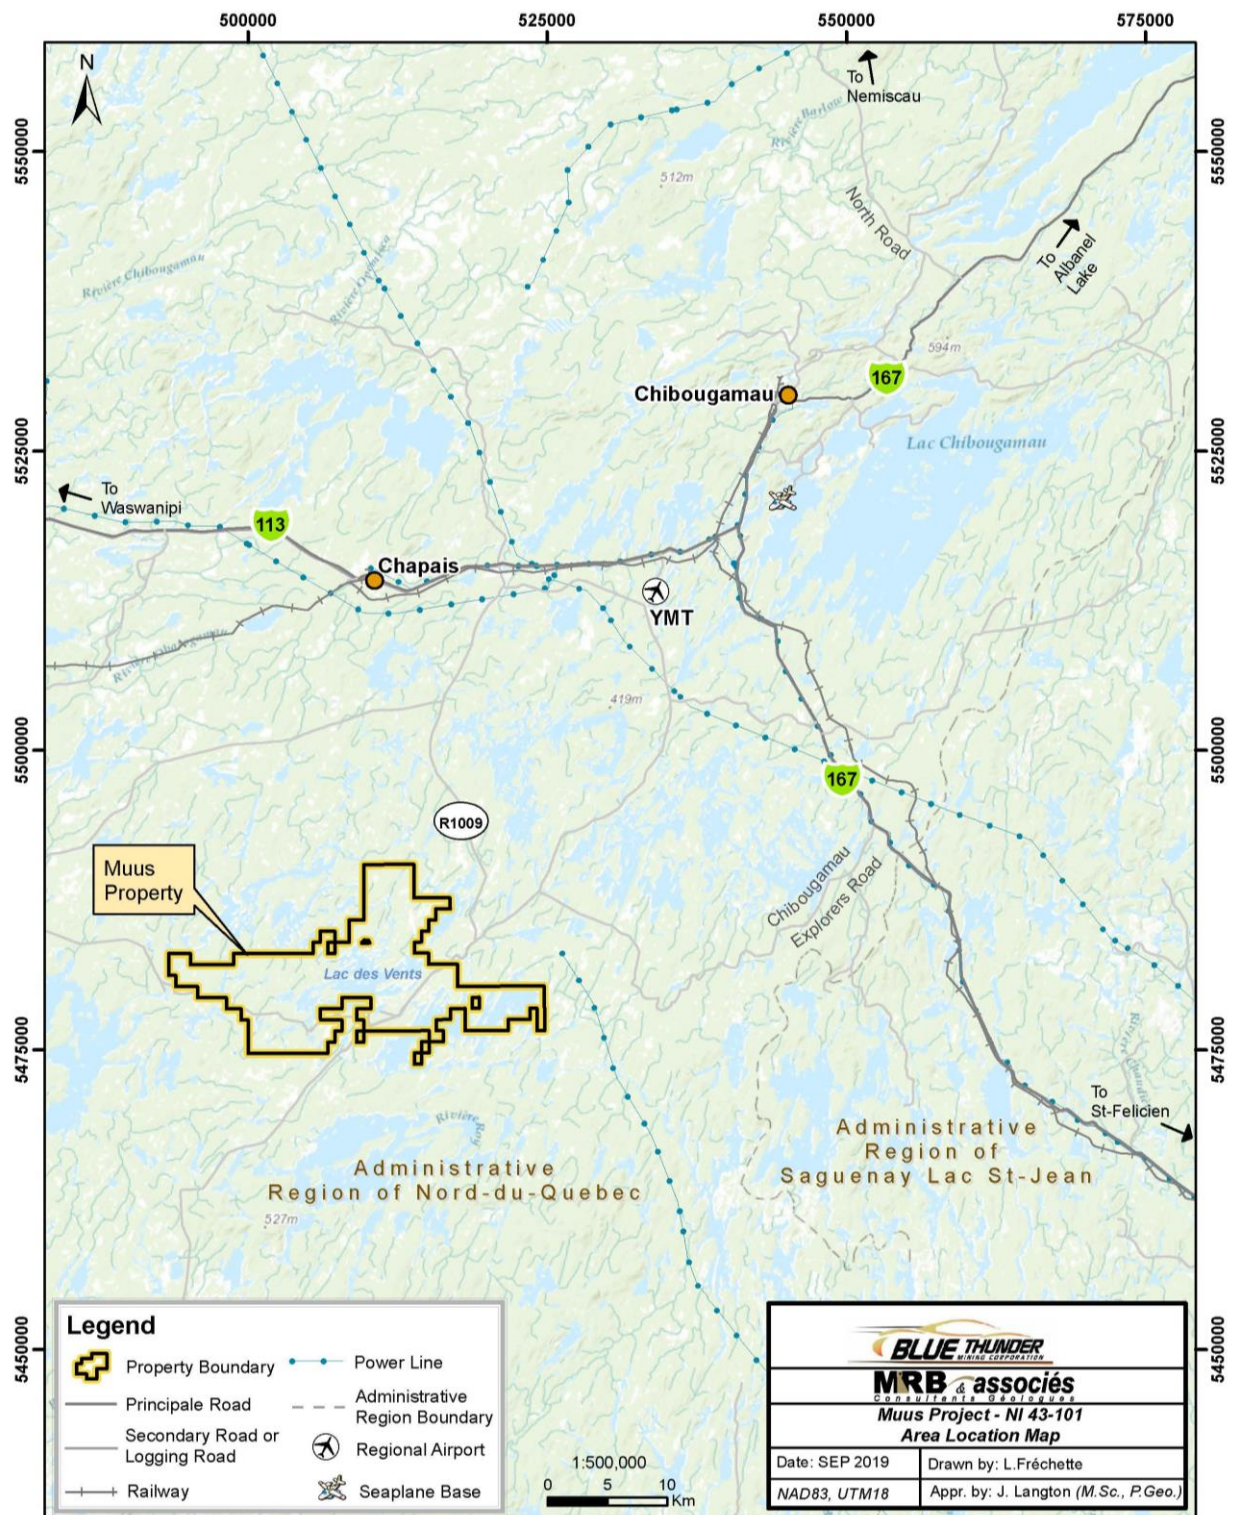 500000
525000
550000
575000
N
To
Nemiscau
Rivière Barlow
5550000
5550000
512m
North Road
To
Albanel
Lake
Rivière Chibougamau
594m
167
Chibougamau
Lac Chibougamau
5525000
5525000
To
Waswanipi
113
Chapais
YMT
419m
5500000
5500000
167
R1009
Muus
Property
Chibougamau
Explorers Road
Lac des Vents
5475000
5475000
To
St-Felicien
Rivière
Roy
Administrative
Region of
Saguenay Lac St-Jean
Administrative
Region of Nord-du-Quebec
527m
5450000
5450000
Legend
Property Boundary
Power Line
Principale Road
Administrative
Region Boundary
Secondary Road or
Logging Road
Regional Airport
Railway
Seaplane Base
1:500,000
0 5 10
Km
BLUE THUNDER
MINING CORPORATION
MRB & associés
Consultants Géologues
Muus Project - NI 43-101
Area Location Map
Date: SEP 2019
Drawn by: L.Fréchette
NAD83, UTM18
Appr. by: J. Langton (M.Sc., P.Geo.)